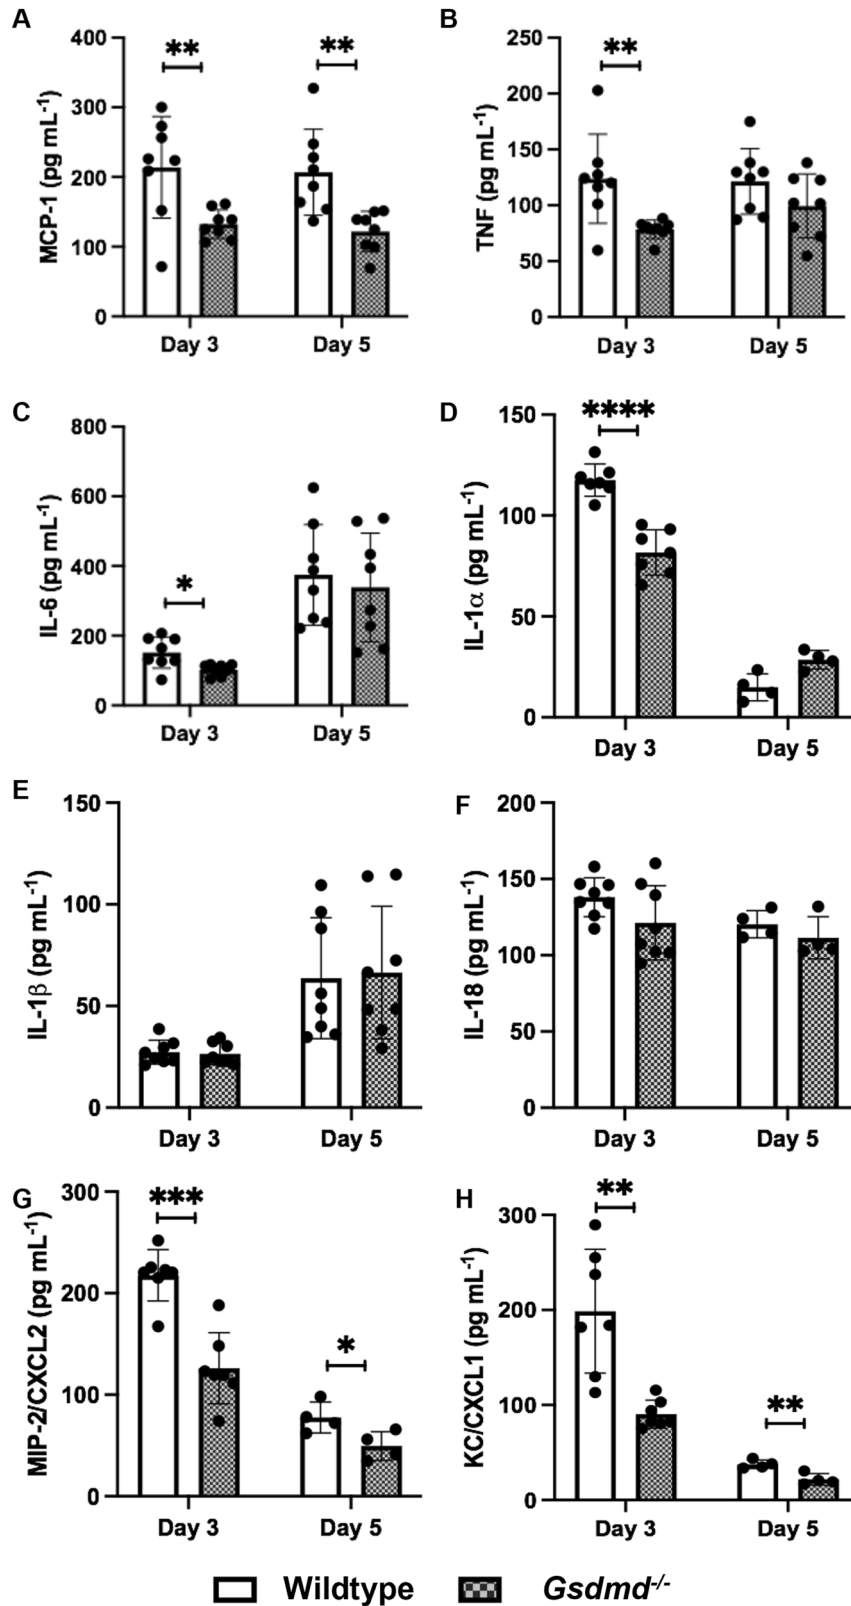 A
MCP-1 (pg mL-1)
400
300
200
100
0
** **
Day 3 Day 5
B
TNF (pg mL-1)
250
200
150
100
50
0
**
Day 3 Day 5
C
IL-6 (pg mL-1)
800
600
400
200
0
*
Day 3 Day 5
D
IL-1α (pg mL-1)
150
100
50
0
****
Day 3 Day 5
E
IL-1β (pg mL-1)
150
100
50
0
Day 3 Day 5
F
IL-18 (pg mL-1)
200
150
100
50
0
Day 3 Day 5
G
MIP-2/CXCL2 (pg mL-1)
300
200
100
0
*** *
Day 3 Day 5
H
KC/CXCL1 (pg mL-1)
300
200
100
0
** **
Day 3 Day 5
Wildtype Gsdmd-/-